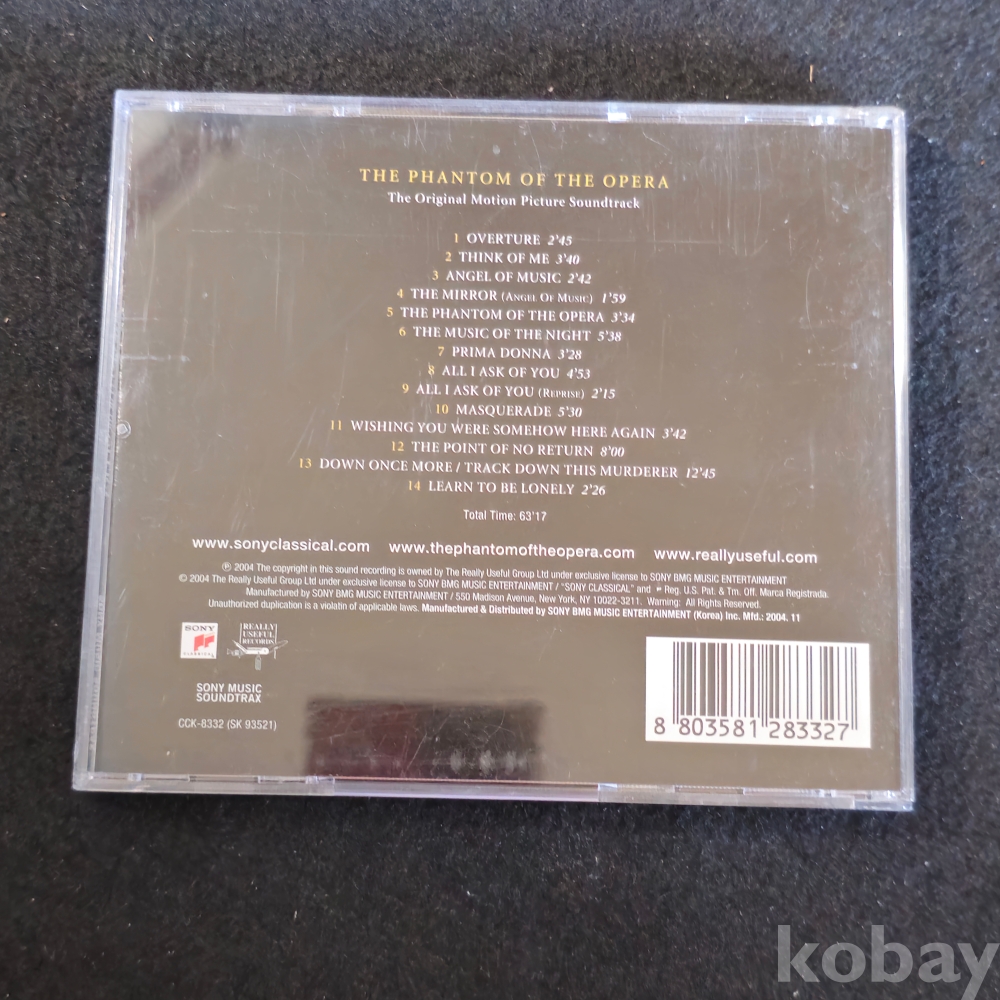 THE PHANTOM OF THE OPERA
The Original Motion Picture Soundtrack
1 OVERTURE 2'45
2 THINK OF ME 3'40
3 ANGEL OF MUSIC 2'42
4 THE MIRROR (ANGEL OF MUSIC) 1'59
5 THE PHANTOM OF THE OPERA 3'34
6 THE MUSIC OF THE NIGHT 5'38
7 PRIMA DONNA 3'28
8 ALL I ASK OF YOU 4'53
9 ALL I ASK OF YOU (REPRISE) 2'15
10 MASQUERADE 5'30
11 WISHING YOU WERE SOMEHOW HERE AGAIN 3'42
12 THE POINT OF NO RETURN 8'00
13 DOWN ONCE MORE / TRACK DOWN THIS MURDERER 12'45
14 LEARN TO BE LONELY 2'26
Total Time: 63'17
www.sonyclassical.com www.thephantomoftheopera.com www.reallyuseful.com
℗ 2004 The copyright in this sound recording is owned by The Really Useful Group Ltd under exclusive license to SONY BMG MUSIC ENTERTAINMENT
© 2004 The Really Useful Group Ltd under exclusive license to SONY BMG MUSIC ENTERTAINMENT / "SONY CLASSICAL" and Reg. U.S. Pat. & Tm. Off. Marca Registrada.
Manufactured by SONY BMG MUSIC ENTERTAINMENT / 550 Madison Avenue, New York, NY 10022-3211. Warning: All Rights Reserved.
Unauthorized duplication is a violatin of applicable laws. Manufactured & Distributed by SONY BMG MUSIC ENTERTAINMENT (Korea) Inc. Mfd.: 2004. 11
SONY
CLASSICAL
REALLY
USEFUL
RECORDS
SONY MUSIC
SOUNDTRAX
CCK-8332 (SK 93521)
8 803581 283327
kobay